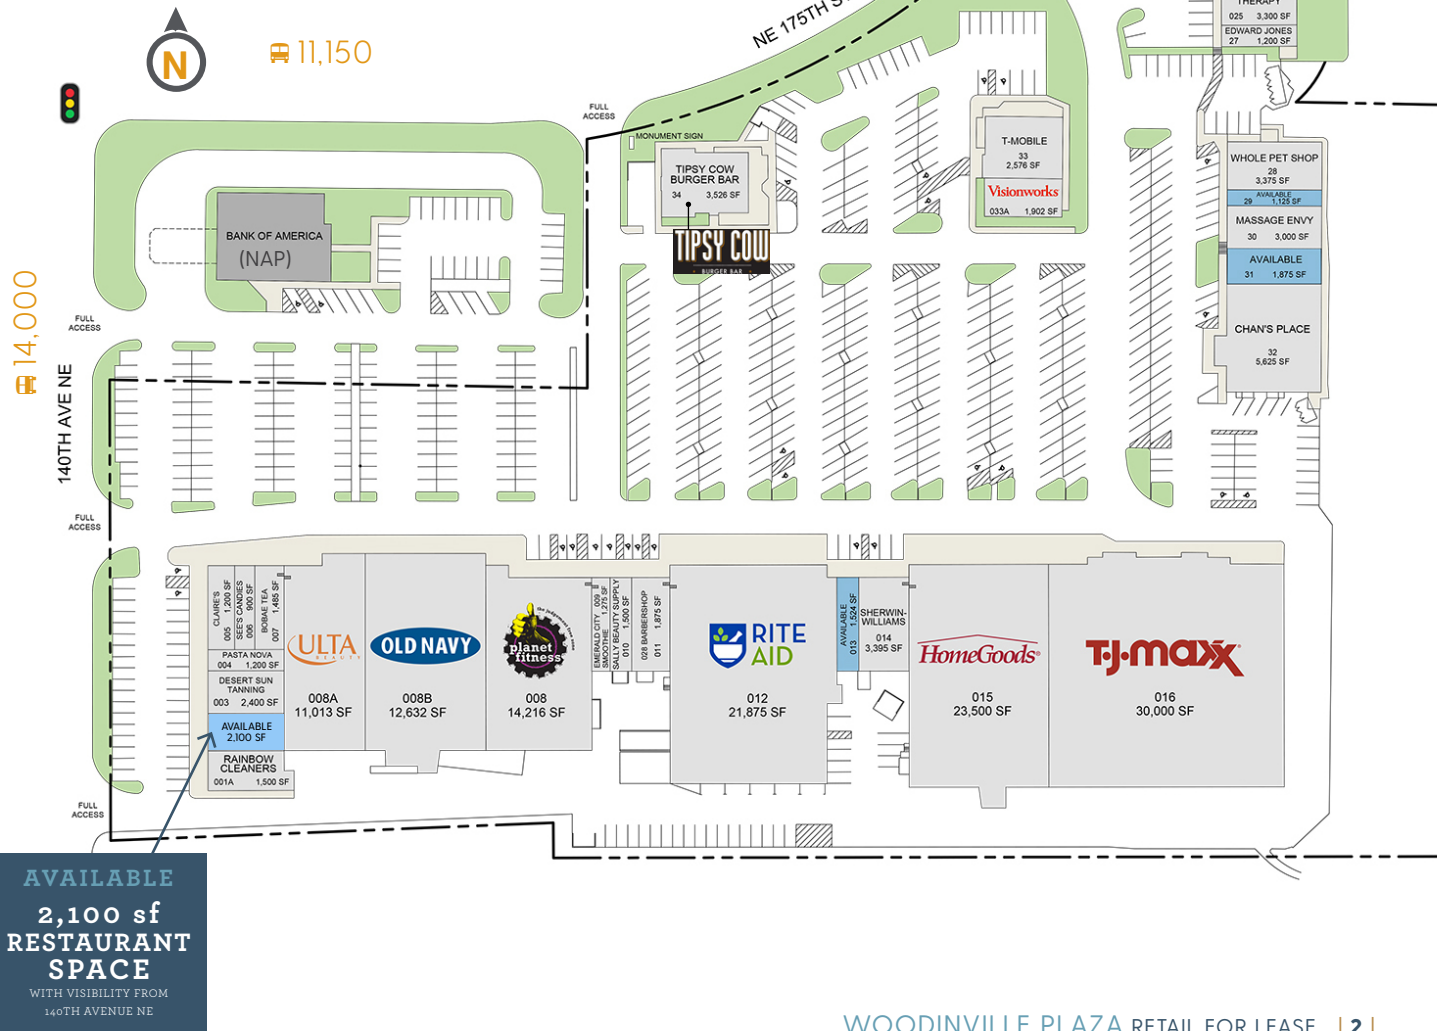 N
11,150
NE 175TH ST
THERAPY
025 3,300 SF
EDWARD JONES
27 1,200 SF
FULL
ACCESS
MONUMENT SIGN
TIPSY COW
BURGER BAR
34 3,526 SF
TIPSY COW
BURGER BAR
T-MOBILE
33
2,576 SF
Visionworks
033A 1,902 SF
WHOLE PET SHOP
28
3,375 SF
AVAILABLE
29 1,125 SF
MASSAGE ENVY
30 3,000 SF
AVAILABLE
31 1,875 SF
CHAN'S PLACE
32
5,625 SF
BANK OF AMERICA
(NAP)
14,000
FULL
ACCESS
140TH AVE NE
FULL
ACCESS
CLAIRE'S
005 1,200 SF
SEE'S CANDIES
006 900 SF
BOBAE TEA
007 1,485 SF
PASTA NOVA
004 1,200 SF
DESERT SUN
TANNING
003 2,400 SF
AVAILABLE
2,100 SF
RAINBOW
CLEANERS
001A 1,500 SF
ULTA
BEAUTY
008A
11,013 SF
OLD NAVY
008B
12,632 SF
the judgement free zone
planet
fitness
008
14,216 SF
EMERALD CITY 009
SMOOTHIE 1,275 SF
SALLY BEAUTY SUPPLY
010 1,500 SF
028 BARBERSHOP
011 1,875 SF
RITE
AID
012
21,875 SF
AVAILABLE
013 1,524 SF
SHERWIN-
WILLIAMS
014
3,395 SF
HomeGoods®
015
23,500 SF
T·J·maxx
016
30,000 SF
FULL
ACCESS
AVAILABLE
2,100 sf
RESTAURANT
SPACE
WITH VISIBILITY FROM
140TH AVENUE NE
WOODINVILLE PLAZA RETAIL FOR LEASE | 2 |